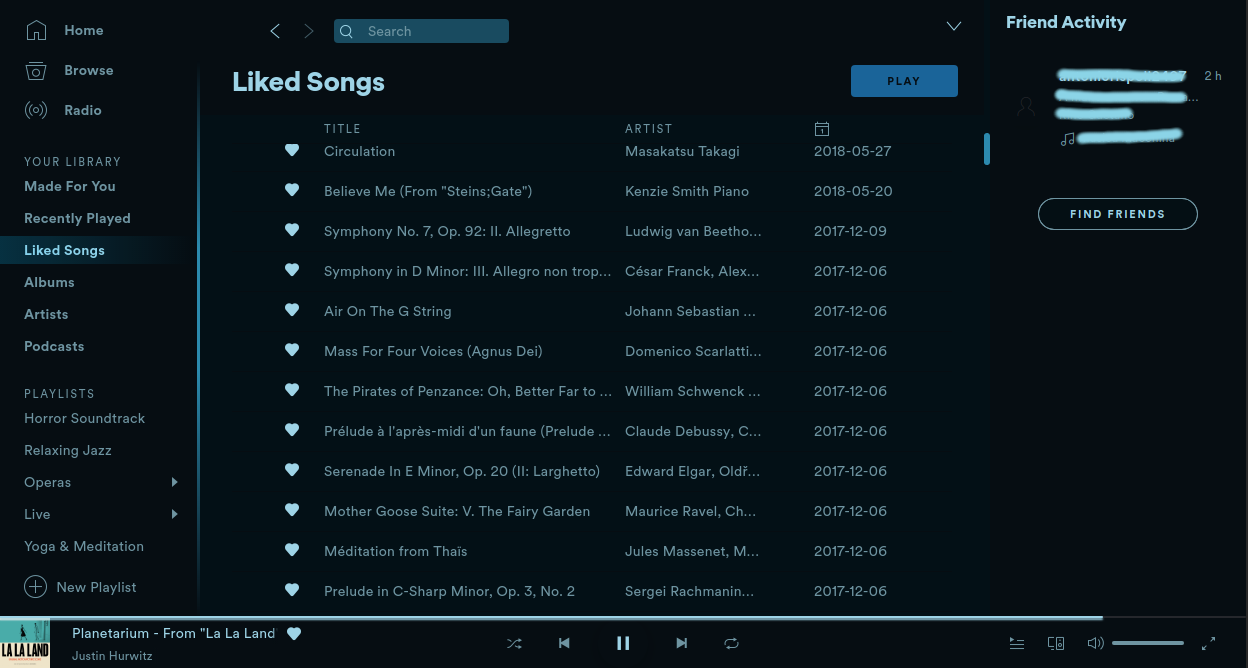 Home
Browse
Radio
YOUR LIBRARY
Made For You
Recently Played
Liked Songs
Albums
Artists
Podcasts
PLAYLISTS
Horror Soundtrack
Relaxing Jazz
Operas
Live
Yoga & Meditation
New Playlist
Search
Liked Songs
PLAY
TITLE ARTIST
Circulation Masakatsu Takagi 2018-05-27
Believe Me (From "Steins;Gate") Kenzie Smith Piano 2018-05-20
Symphony No. 7, Op. 92: II. Allegretto Ludwig van Beetho... 2017-12-09
Symphony in D Minor: III. Allegro non trop... César Franck, Alex... 2017-12-06
Air On The G String Johann Sebastian ... 2017-12-06
Mass For Four Voices (Agnus Dei) Domenico Scarlatti... 2017-12-06
The Pirates of Penzance: Oh, Better Far to ... William Schwenck ... 2017-12-06
Prélude à l'après-midi d'un faune (Prelude ... Claude Debussy, C... 2017-12-06
Serenade In E Minor, Op. 20 (II: Larghetto) Edward Elgar, Oldř... 2017-12-06
Mother Goose Suite: V. The Fairy Garden Maurice Ravel, Ch... 2017-12-06
Méditation from Thaïs Jules Massenet, M... 2017-12-06
Prelude in C-Sharp Minor, Op. 3, No. 2 Sergei Rachmanin... 2017-12-06
Friend Activity
2 h
FIND FRIENDS
LA LA LAND
Planetarium - From "La La Land
Justin Hurwitz